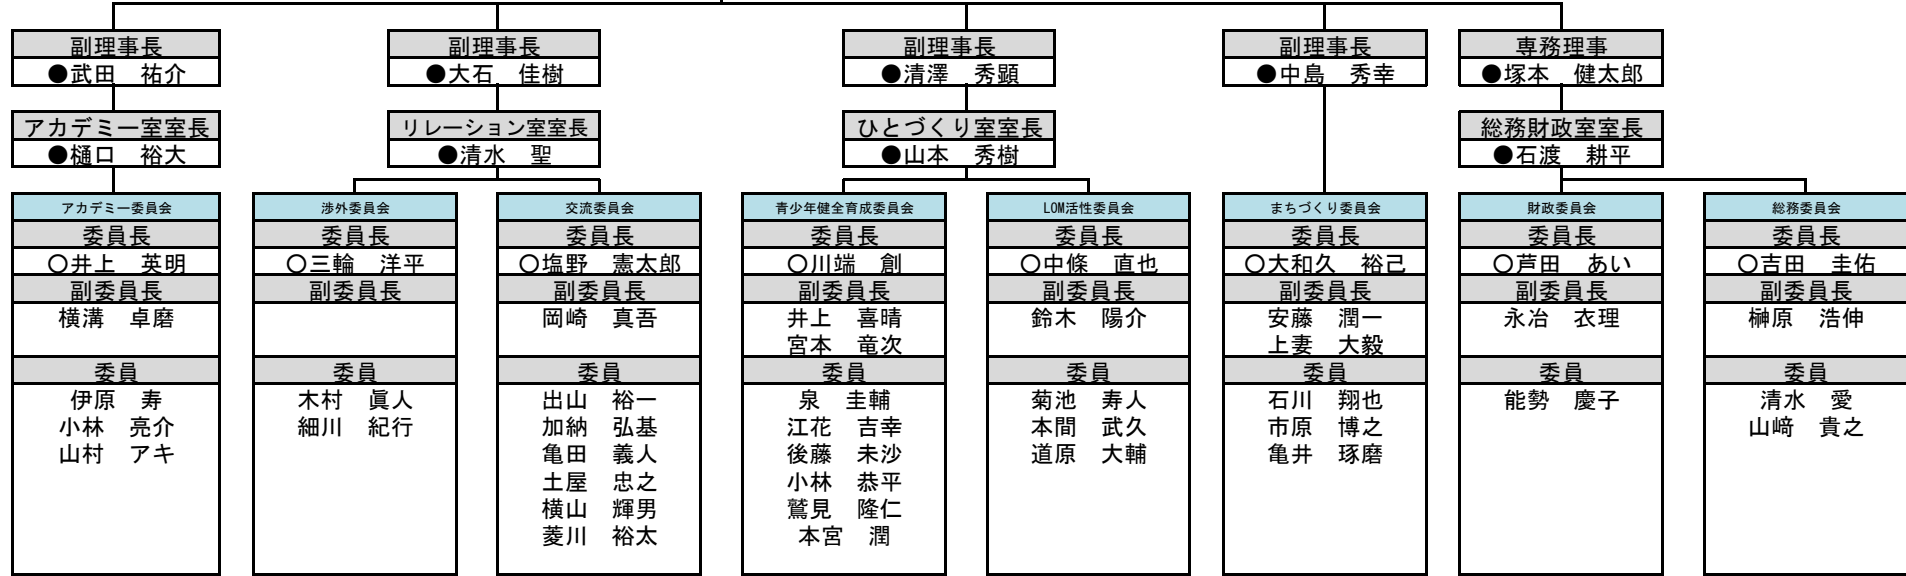 副理事長
●武田　祐介
副理事長
●大石　佳樹
副理事長
●清澤　秀顕
副理事長
●中島　秀幸
専務理事
●塚本　健太郎
アカデミー室室長
●樋口　裕大
リレーション室室長
●清水　聖
ひとづくり室室長
●山本　秀樹
総務財政室室長
●石渡　耕平
アカデミー委員会
委員長
〇井上　英明
副委員長
横溝　卓磨
委員
伊原　寿
小林　亮介
山村　アキ
渉外委員会
委員長
〇三輪　洋平
副委員長
委員
木村　眞人
細川　紀行
交流委員会
委員長
〇塩野　憲太郎
副委員長
岡崎　真吾
委員
出山　裕一
加納　弘基
亀田　義人
土屋　忠之
横山　輝男
菱川　裕太
青少年健全育成委員会
委員長
〇川端　創
副委員長
井上　喜晴
宮本　竜次
委員
泉　圭輔
江花　吉幸
後藤　未沙
小林　恭平
鷲見　隆仁
本宮　潤
LOM活性委員会
委員長
〇中條　直也
副委員長
鈴木　陽介
委員
菊池　寿人
本間　武久
道原　大輔
まちづくり委員会
委員長
〇大和久　裕己
副委員長
安藤　潤一
上妻　大毅
委員
石川　翔也
市原　博之
亀井　琢磨
財政委員会
委員長
〇芦田　あい
副委員長
永冶　衣理
委員
能勢　慶子
総務委員会
委員長
〇吉田　圭佑
副委員長
榊原　浩伸
委員
清水　愛
山﨑　貴之